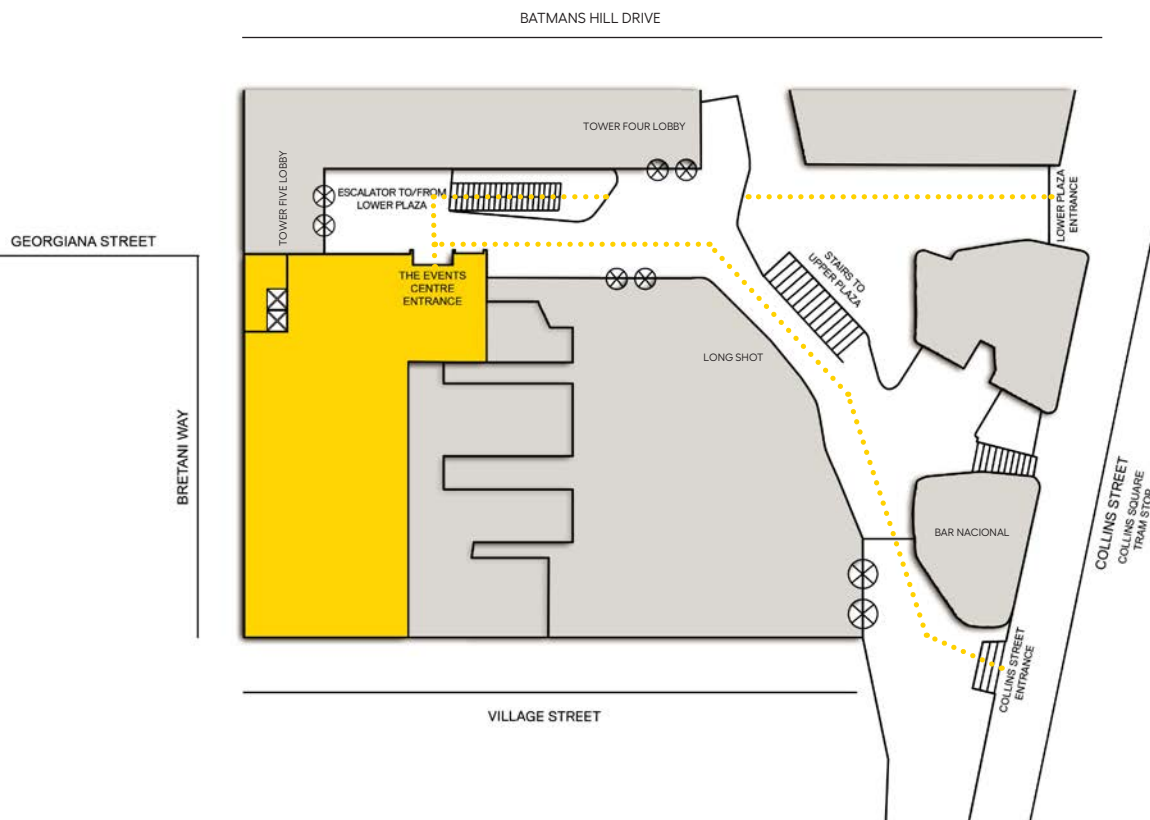 BATMANS HILL DRIVE
TOWER FOUR LOBBY
TOWER FIVE LOBBY
ESCALATOR TO/FROM
LOWER PLAZA
LOWER PLAZA
ENTRANCE
GEORGIANA STREET
STAIRS TO
UPPER PLAZA
THE EVENTS
CENTRE
ENTRANCE
LONG SHOT
BRETANI WAY
COLLINS STREET
COLLINS SQUARE
TRAM STOP
BAR NACIONAL
COLLINS STREET
ENTRANCE
VILLAGE STREET